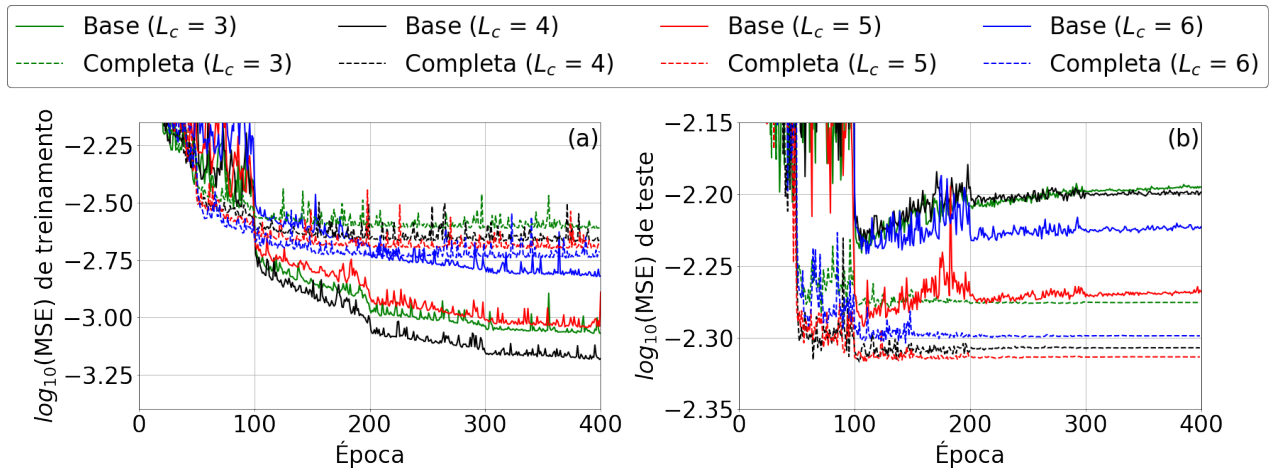 Base (L_c = 3) Base (L_c = 4) Base (L_c = 5) Base (L_c = 6)
Completa (L_c = 3) Completa (L_c = 4) Completa (L_c = 5) Completa (L_c = 6)
log_10(MSE) de treinamento
(a)
−2.25
−2.50
−2.75
−3.00
−3.25
0 100 200 300 400
Época
log_10(MSE) de teste
(b)
−2.15
−2.20
−2.25
−2.30
−2.35
0 100 200 300 400
Época